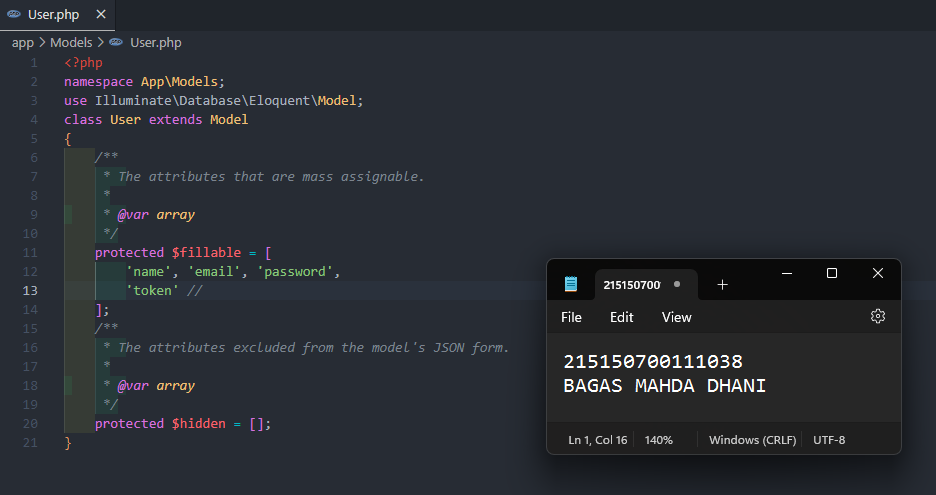 User.php
app > Models > User.php
1 <?php
2 namespace App\Models;
3 use Illuminate\Database\Eloquent\Model;
4 class User extends Model
5 {
6 /**
7 * The attributes that are mass assignable.
8 *
9 * @var array
10 */
11 protected $fillable = [
12 'name', 'email', 'password',
13 'token' //
14 ];
15 /**
16 * The attributes excluded from the model's JSON form.
17 *
18 * @var array
19 */
20 protected $hidden = [];
21 }
215150700
File Edit View
215150700111038
BAGAS MAHDA DHANI
Ln 1, Col 16 140% Windows (CRLF) UTF-8